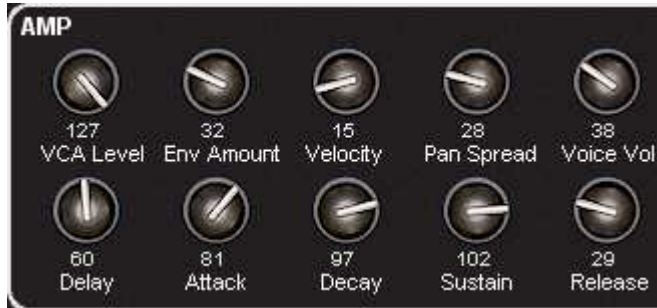 AMP
127 32 15 28 38
VCA Level Env Amount Velocity Pan Spread Voice Vol
60 81 97 102 29
Delay Attack Decay Sustain Release